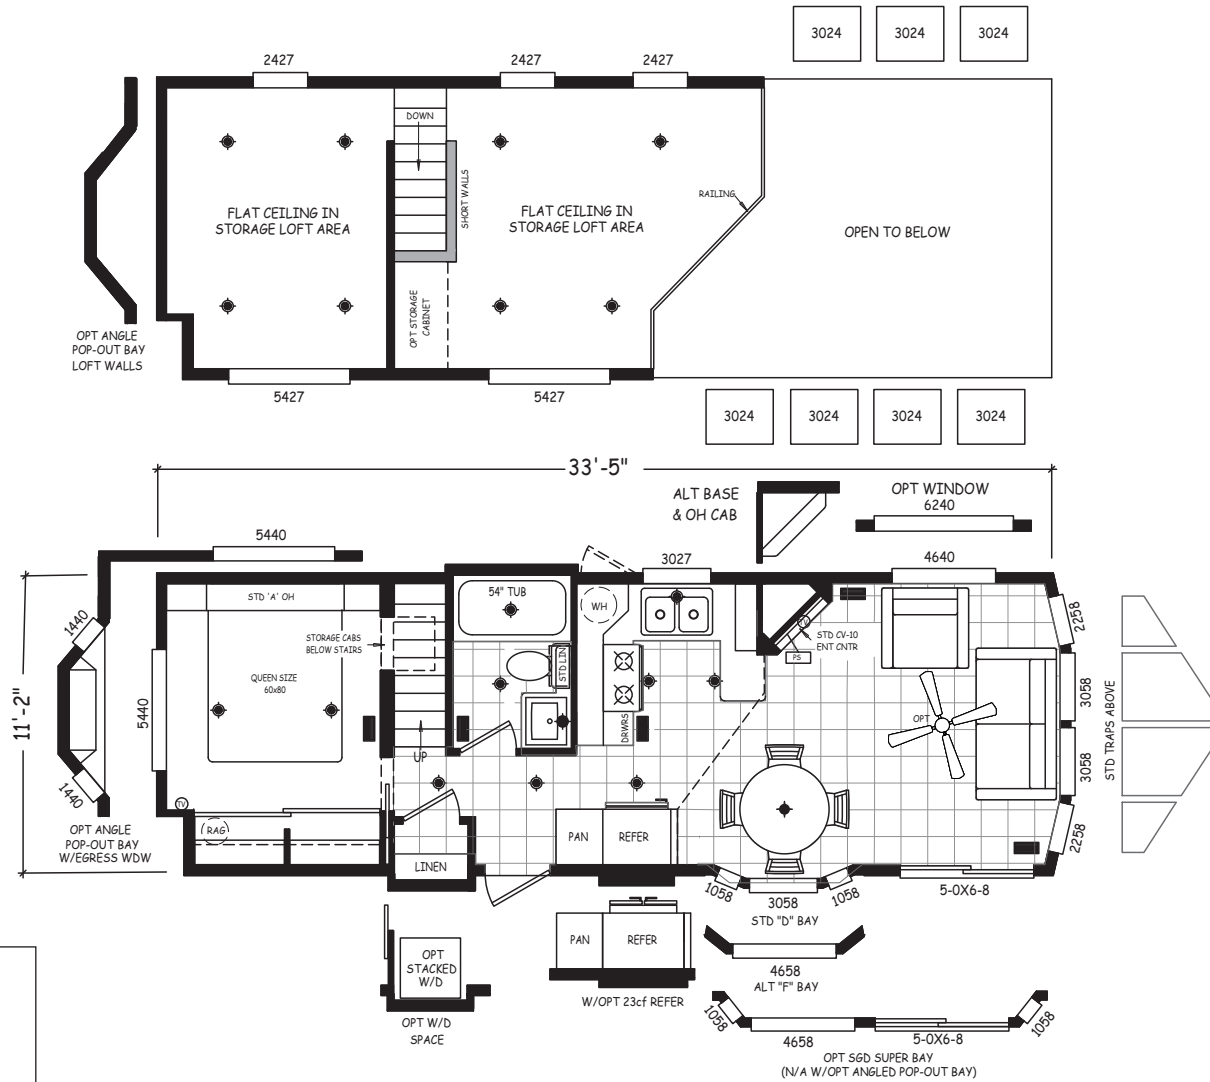 3024
3024
3024
2427
2427
2427
DOWN
SHORT WALLS
RAILING
FLAT CEILING IN
STORAGE LOFT AREA
FLAT CEILING IN
STORAGE LOFT AREA
OPEN TO BELOW
OPT STORAGE
CABINET
OPT ANGLE
POP-OUT BAY
LOFT WALLS
5427
5427
3024
3024
3024
3024
33'-5"
ALT BASE
& OH CAB
OPT WINDOW
6240
5440
3027
4640
11'-2"
1440
5440
1440
STD 'A' OH
STORAGE CABS
BELOW STAIRS
QUEEN SIZE
60x80
54" TUB
STD LIN
WH
DRWRS
UP
TV
STD CV-10
ENT CNTR
PS
OPT
2258
3058
3058
2258
STD TRAPS ABOVE
TV
RAG
LINEN
PAN
REFER
OPT ANGLE
POP-OUT BAY
W/EGRESS WDW
1058
3058
1058
5-0X6-8
STD "D" BAY
OPT
STACKED
W/D
OPT W/D
SPACE
PAN
REFER
W/OPT 23cf REFER
4658
ALT "F" BAY
1058
4658
5-0X6-8
1058
OPT SGD SUPER BAY
(N/A W/OPT ANGLED POP-OUT BAY)